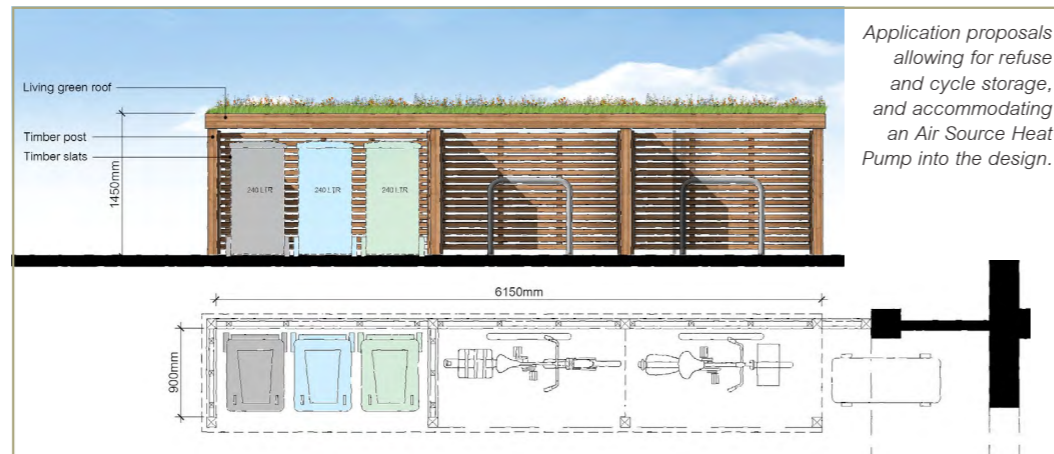 Application proposals
allowing for refuse
and cycle storage,
and accommodating
an Air Source Heat
Pump into the design.
Living green roof
Timber post
Timber slats
1450mm
240 LTR
240 LTR
240 LTR
6150mm
900mm